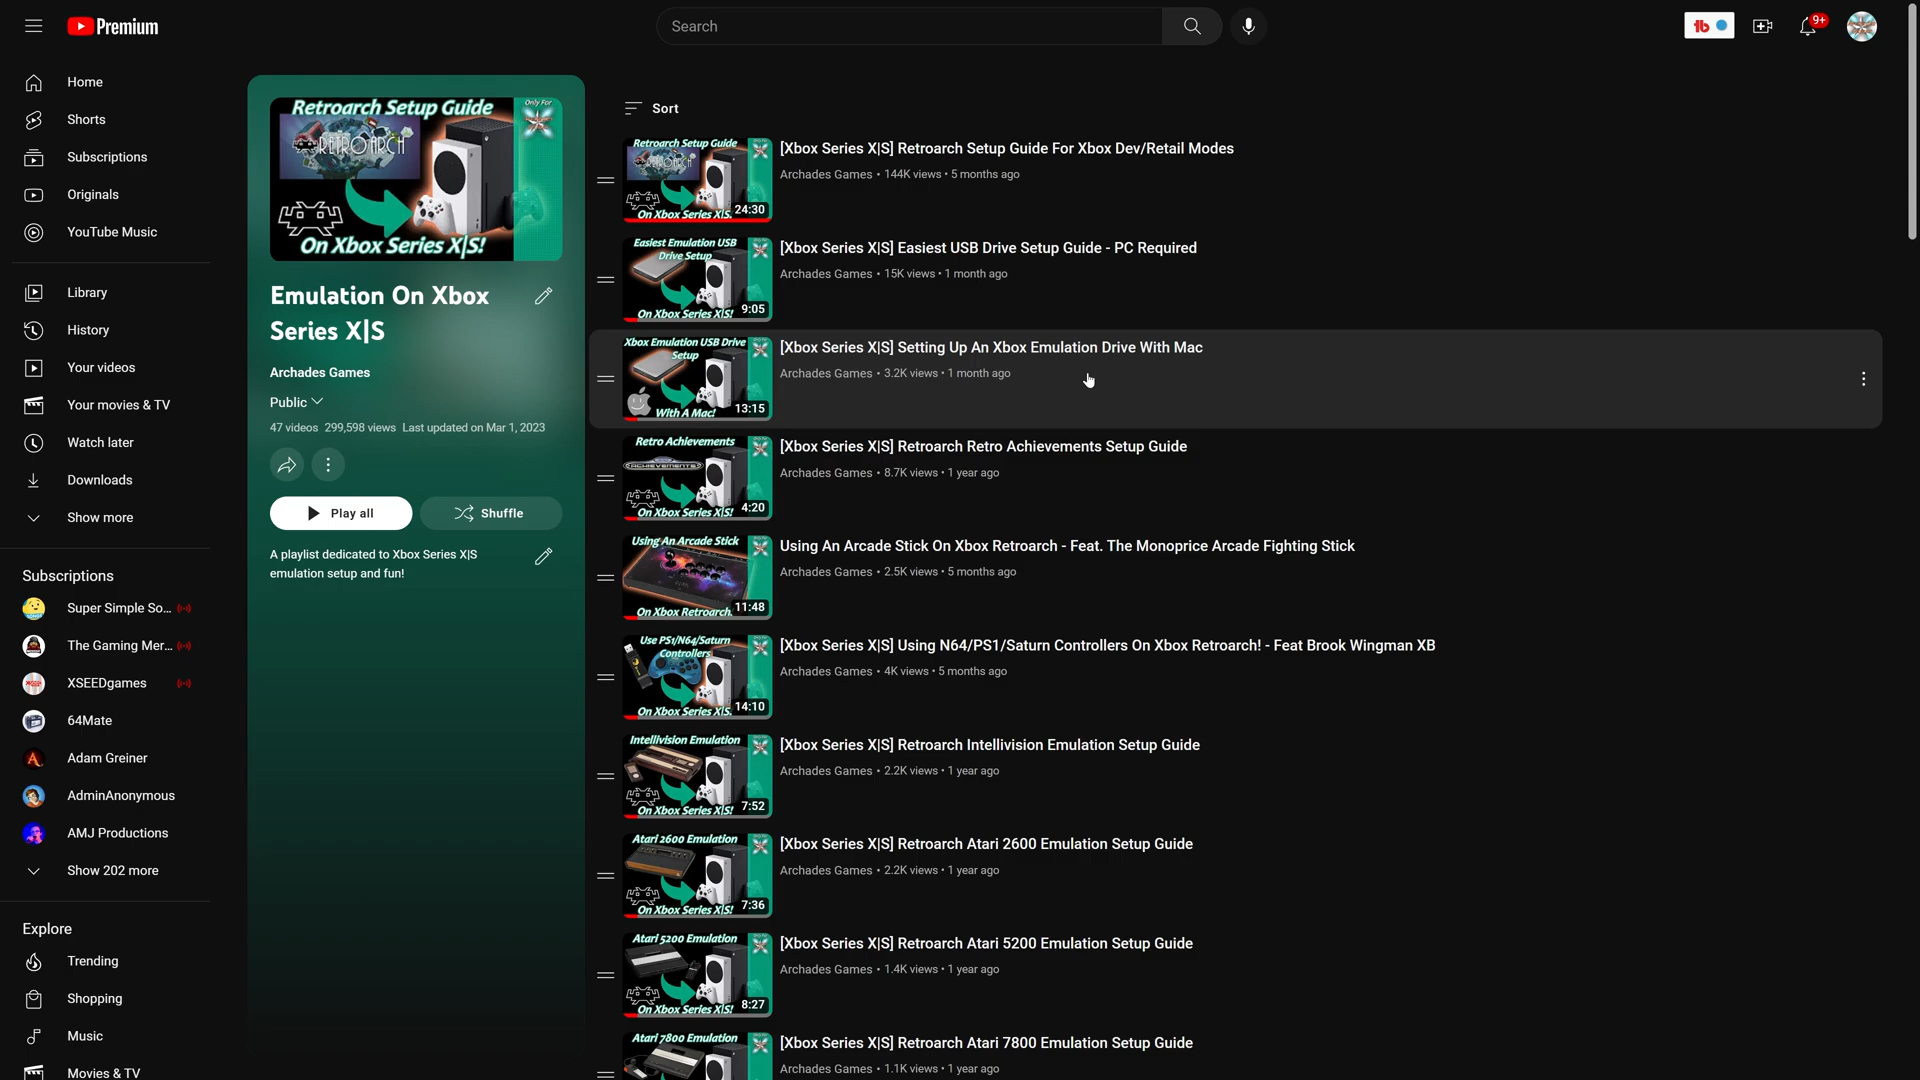 Premium
Search
9+
Home
Shorts
Subscriptions
Originals
YouTube Music
Library
History
Your videos
Your movies & TV
Watch later
Downloads
Show more
Subscriptions
Super Simple So...
The Gaming Mer...
XSEEDgames
64Mate
Adam Greiner
AdminAnonymous
AMJ Productions
Show 202 more
Explore
Trending
Shopping
Music
Movies & TV
Retroarch Setup Guide
Only For
RETROARCH
On Xbox Series X|S!
Emulation On Xbox
Series X|S
Archades Games
Public
47 videos 299,598 views Last updated on Mar 1, 2023
Play all
Shuffle
A playlist dedicated to Xbox Series X|S
emulation setup and fun!
Sort
Retroarch Setup Guide
On Xbox Series X|S!
24:30
[Xbox Series X|S] Retroarch Setup Guide For Xbox Dev/Retail Modes
Archades Games • 144K views • 5 months ago
Easiest Emulation USB
Drive Setup
On Xbox Series X|S!
9:05
[Xbox Series X|S] Easiest USB Drive Setup Guide - PC Required
Archades Games • 15K views • 1 month ago
Xbox Emulation USB Drive
Setup
With A Mac!
13:15
[Xbox Series X|S] Setting Up An Xbox Emulation Drive With Mac
Archades Games • 3.2K views • 1 month ago
Retro Achievements
ACHIEVEMENTS
On Xbox Series X|S!
4:20
[Xbox Series X|S] Retroarch Retro Achievements Setup Guide
Archades Games • 8.7K views • 1 year ago
Using An Arcade Stick
On Xbox Retroarch
11:48
Using An Arcade Stick On Xbox Retroarch - Feat. The Monoprice Arcade Fighting Stick
Archades Games • 2.5K views • 5 months ago
Use PS1/N64/Saturn
Controllers
On Xbox Series X|S!
14:10
[Xbox Series X|S] Using N64/PS1/Saturn Controllers On Xbox Retroarch! - Feat Brook Wingman XB
Archades Games • 4K views • 5 months ago
Intellivision Emulation
On Xbox Series X|S!
7:52
[Xbox Series X|S] Retroarch Intellivision Emulation Setup Guide
Archades Games • 2.2K views • 1 year ago
Atari 2600 Emulation
On Xbox Series X|S!
7:36
[Xbox Series X|S] Retroarch Atari 2600 Emulation Setup Guide
Archades Games • 2.2K views • 1 year ago
Atari 5200 Emulation
On Xbox Series X|S!
8:27
[Xbox Series X|S] Retroarch Atari 5200 Emulation Setup Guide
Archades Games • 1.4K views • 1 year ago
Atari 7800 Emulation
[Xbox Series X|S] Retroarch Atari 7800 Emulation Setup Guide
Archades Games • 1.1K views • 1 year ago